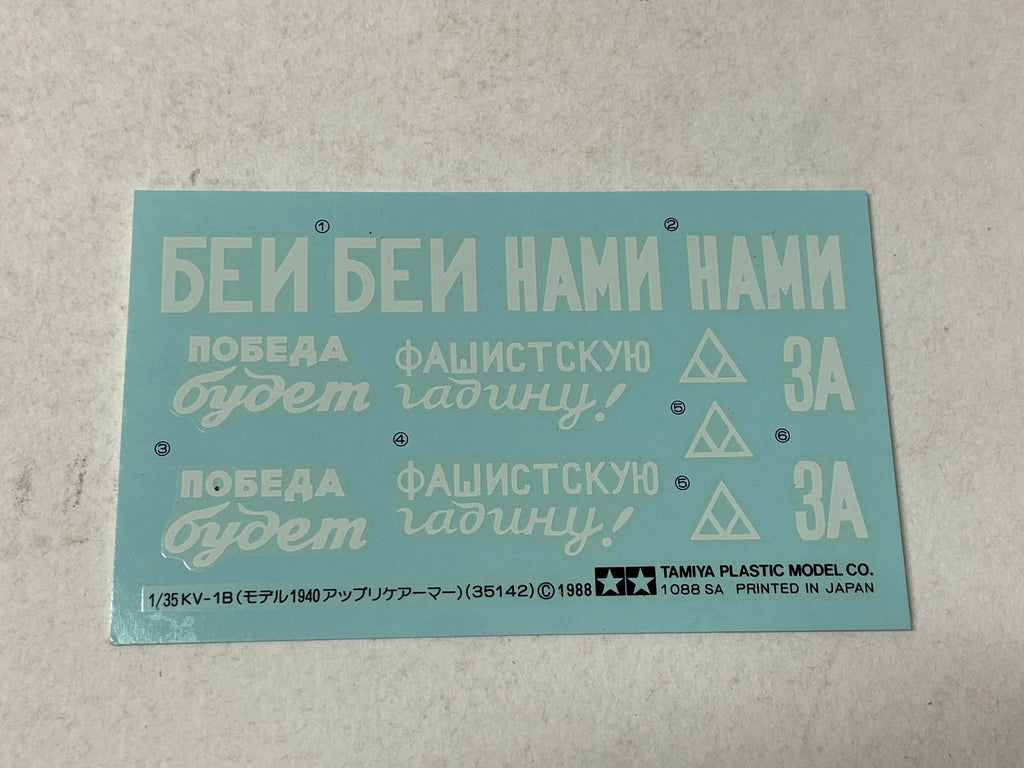 ① ②
БЕИ БЕИ НАМИ НАМИ
ПОБЕДА ФАШИСТСКУЮ ЗА
будет гадину!
⑤
③ ④ ⑥
ПОБЕДА ФАШИСТСКУЮ ⑤ ЗА
будет гадину!
1/35 KV-1B (モデル1940アップリケアーマー) (35142) © 1988 TAMIYA PLASTIC MODEL CO.
1088 SA PRINTED IN JAPAN